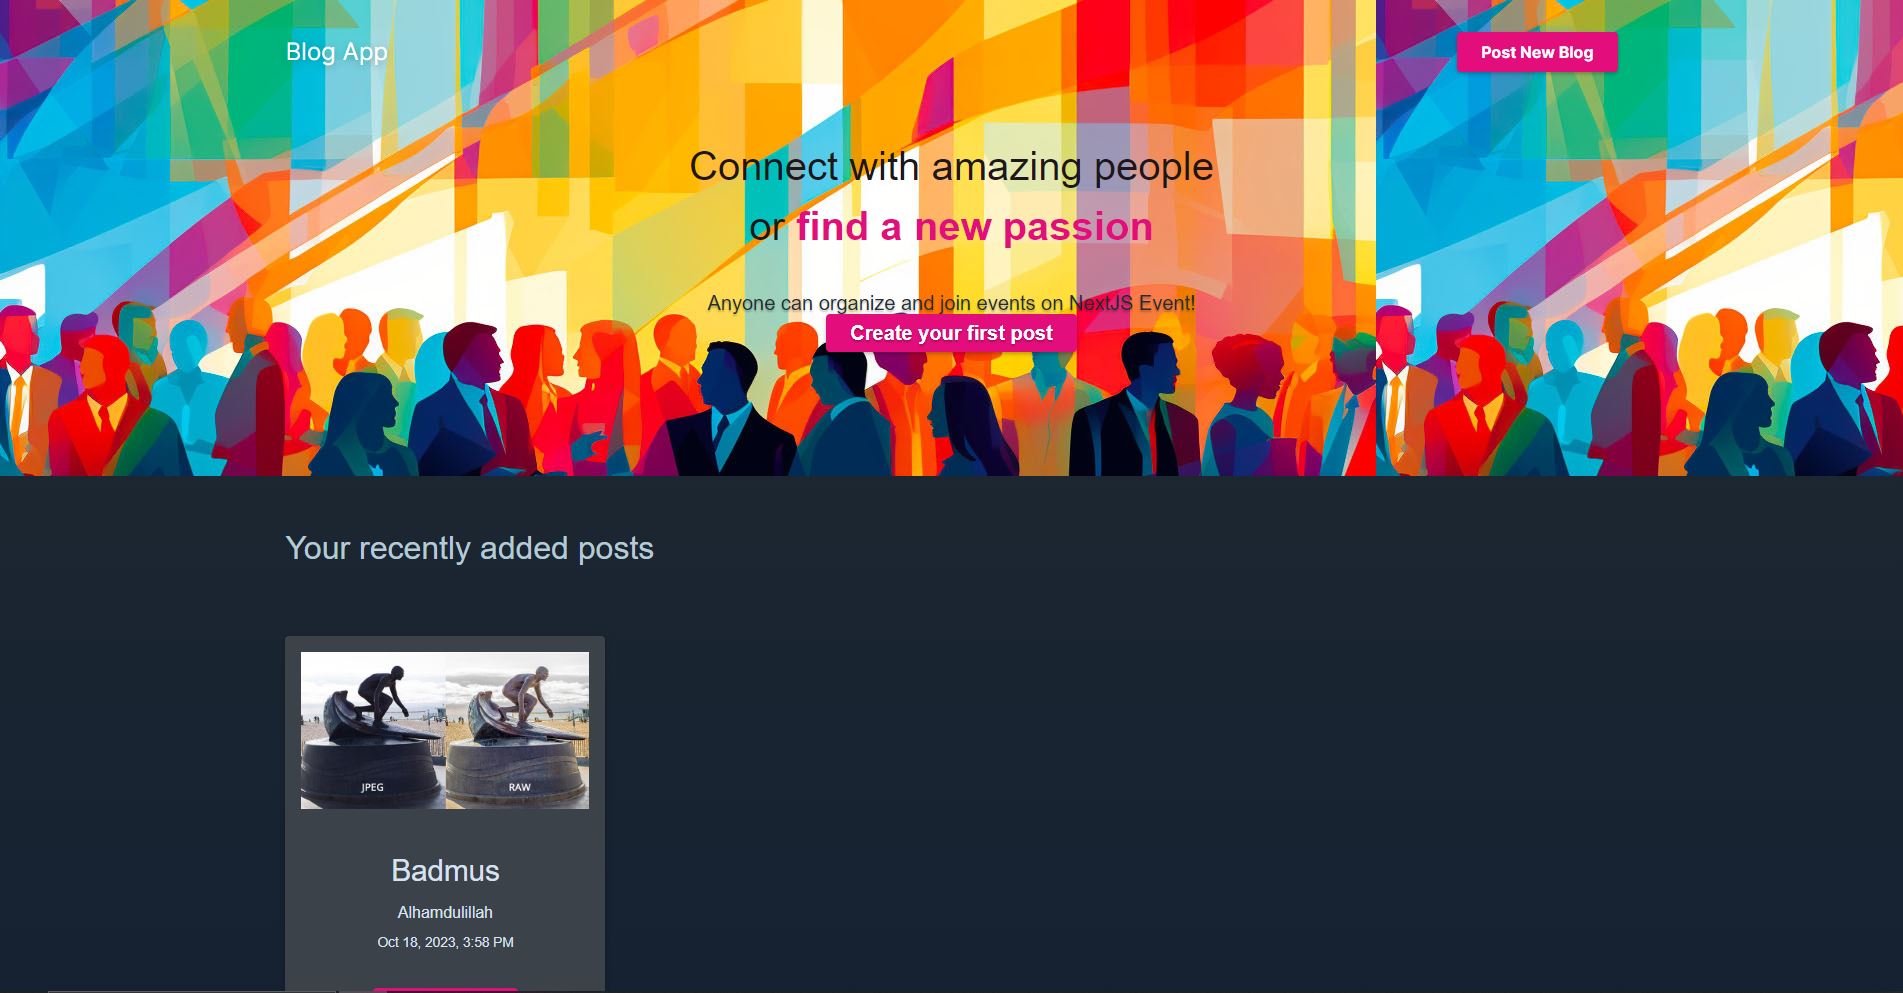 Blog App
Post New Blog
Connect with amazing people
or find a new passion
Anyone can organize and join events on NextJS Event!
Create your first post
Your recently added posts
JPEG
RAW
Badmus
Alhamdulillah
Oct 18, 2023, 3:58 PM